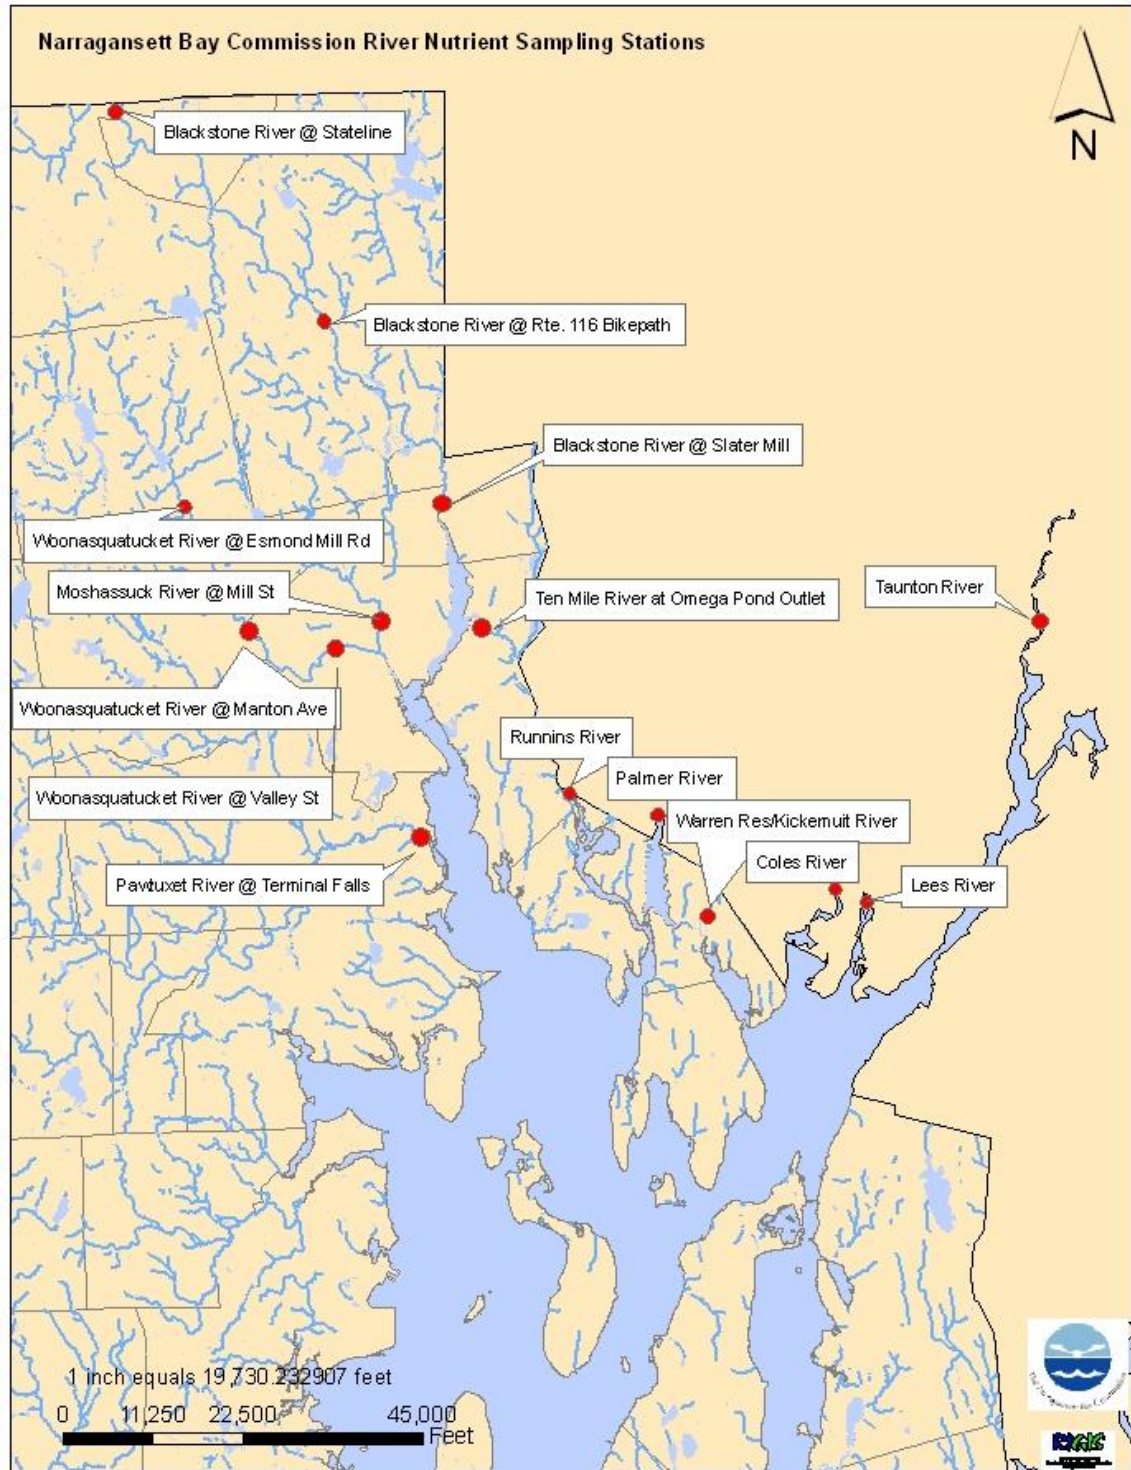 Narragansett Bay Commission River Nutrient Sampling Stations
N
Blackstone River @ Stateline
Blackstone River @ Rte. 116 Bikepath
Blackstone River @ Slater Mill
Woonasquatucket River @ Esmond Mill Rd
Moshassuck River @ Mill St
Ten Mile River at Omega Pond Outlet
Taunton River
Woonasquatucket River @ Manton Ave
Runnins River
Palmer River
Woonasquatucket River @ Valley St
Warren Res/Kickemuit River
Coles River
Pawtuxet River @ Terminal Falls
Lees River
1 inch equals 19,730.232907 feet
0 11,250 22,500 45,000
Feet
RIGIS